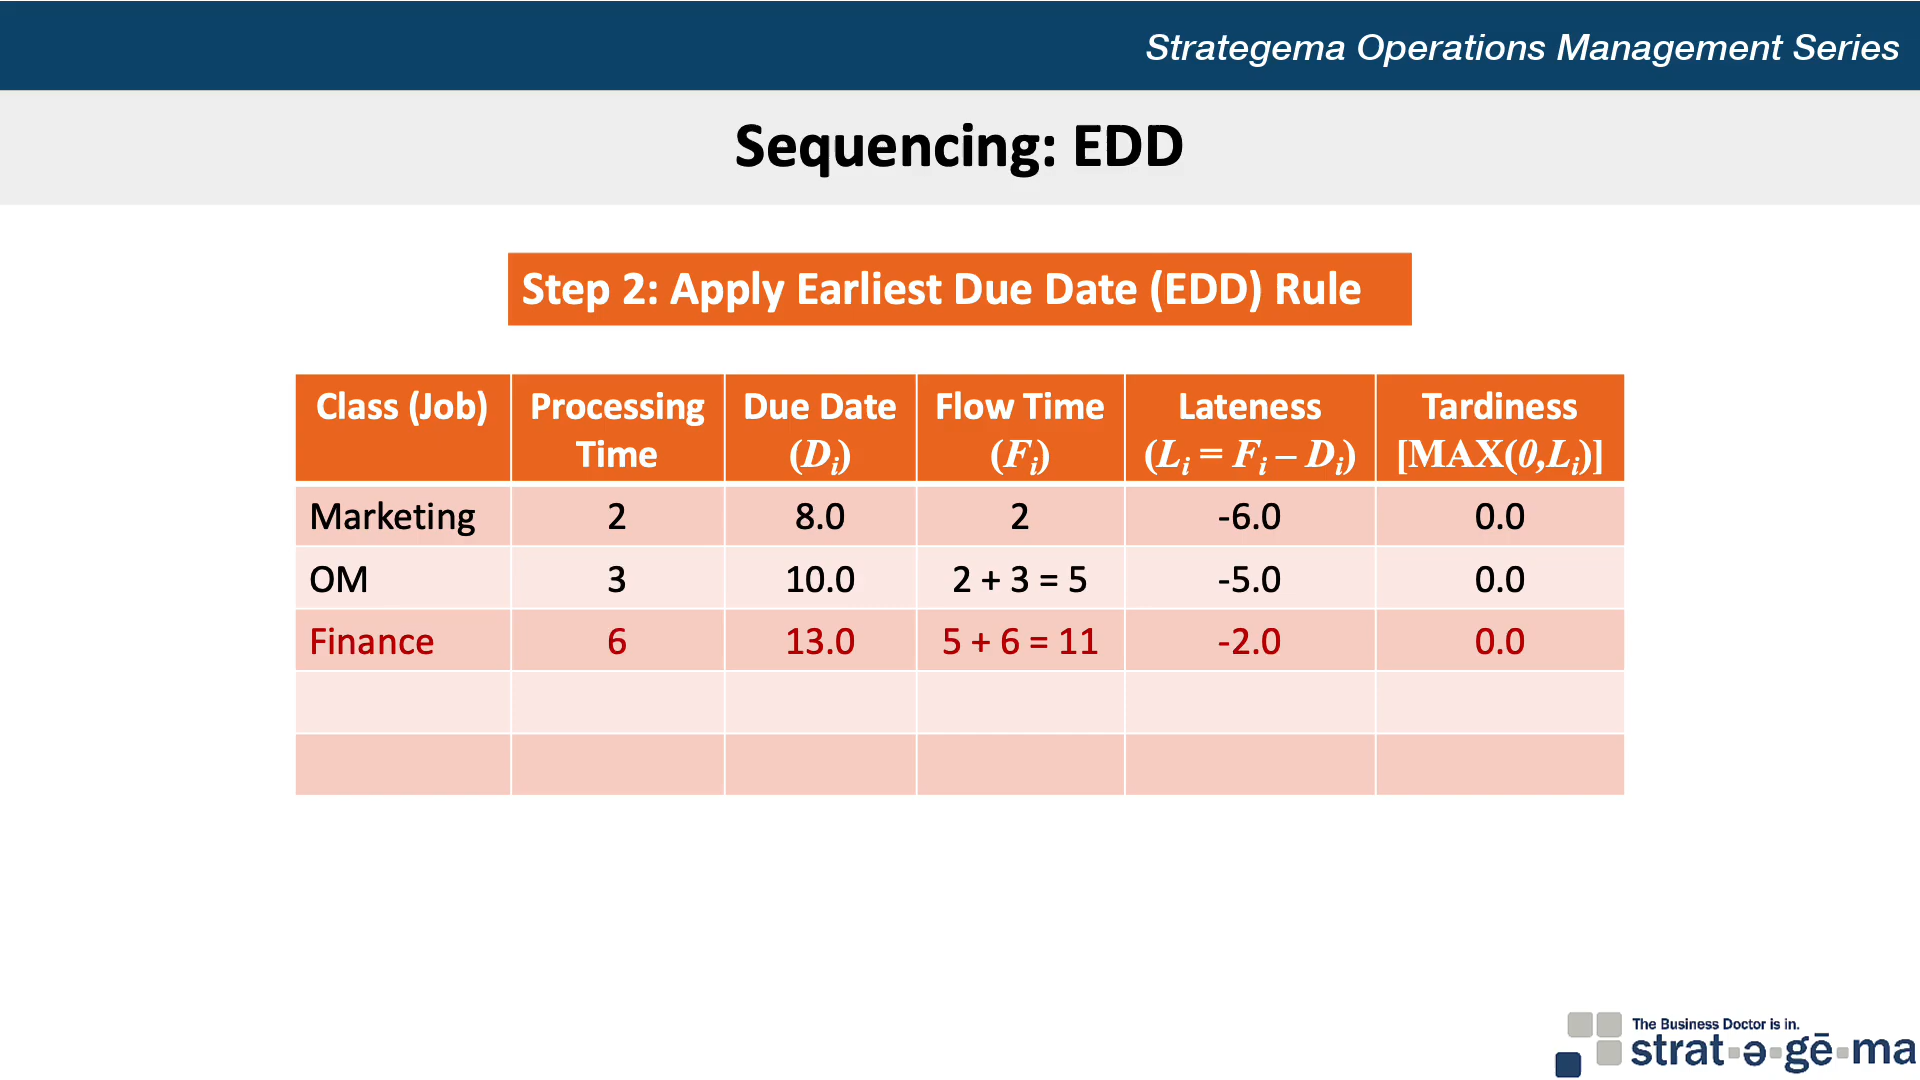 Strategema Operations Management Series
Sequencing: EDD
Step 2: Apply Earliest Due Date (EDD) Rule
Class (Job) Processing Time Due Date (Dᵢ) Flow Time (Fᵢ) Lateness (Lᵢ = Fᵢ – Dᵢ) Tardiness [MAX(0,Lᵢ)]
Marketing 2 8.0 2 -6.0 0.0
OM 3 10.0 2 + 3 = 5 -5.0 0.0
Finance 6 13.0 5 + 6 = 11 -2.0 0.0
The Business Doctor is in.
strat-ə-gē-ma